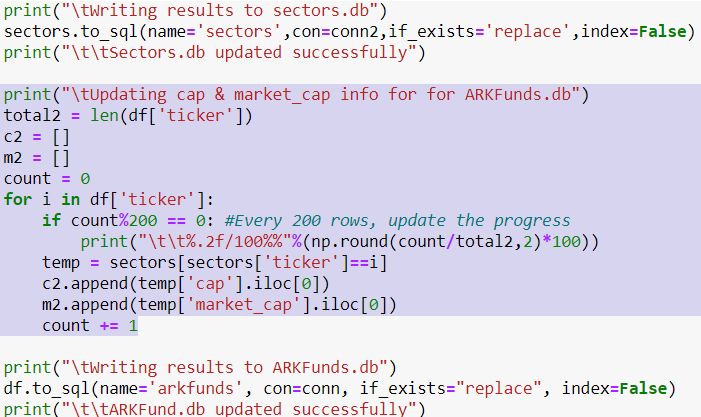 print("\tWriting results to sectors.db")
sectors.to_sql(name='sectors',con=conn2,if_exists='replace',index=False)
print("\t\tSectors.db updated successfully")
print("\tUpdating cap & market_cap info for for ARKFunds.db")
total2 = len(df['ticker'])
c2 = []
m2 = []
count = 0
for i in df['ticker']:
    if count%200 == 0: #Every 200 rows, update the progress
        print("\t\t%.2f/100%%"%(np.round(count/total2,2)*100))
    temp = sectors[sectors['ticker']==i]
    c2.append(temp['cap'].iloc[0])
    m2.append(temp['market_cap'].iloc[0])
    count += 1
print("\tWriting results to ARKFunds.db")
df.to_sql(name='arkfunds', con=conn, if_exists="replace", index=False)
print("\t\tARKFund.db updated successfully")